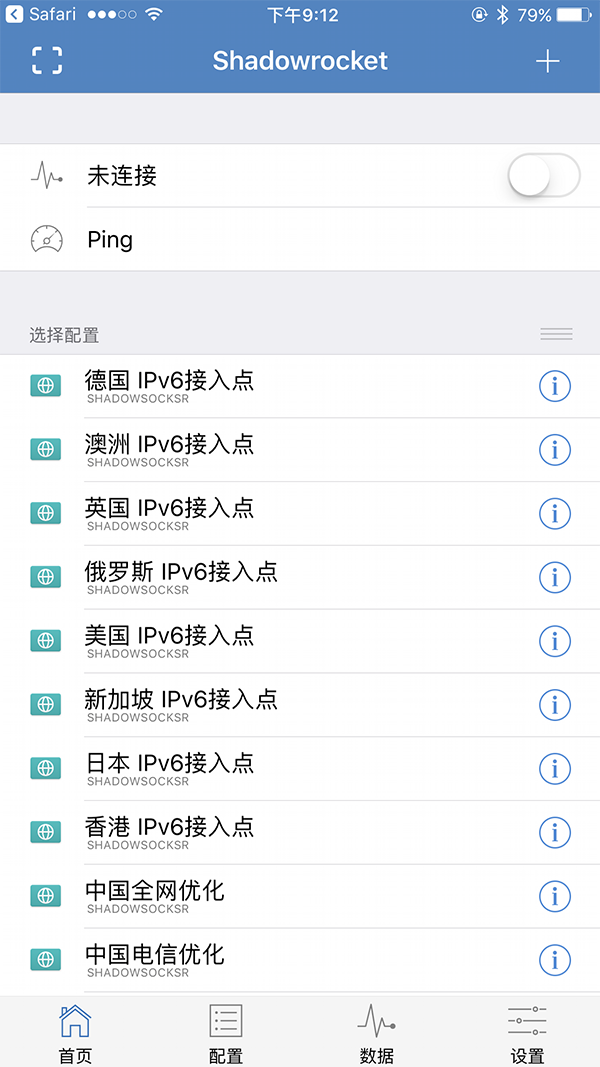 Safari 下午9:12 79%
Shadowrocket
未连接
Ping
选择配置
德国 IPv6接入点
SHADOWSOCKSR
澳洲 IPv6接入点
SHADOWSOCKSR
英国 IPv6接入点
SHADOWSOCKSR
俄罗斯 IPv6接入点
SHADOWSOCKSR
美国 IPv6接入点
SHADOWSOCKSR
新加坡 IPv6接入点
SHADOWSOCKSR
日本 IPv6接入点
SHADOWSOCKSR
香港 IPv6接入点
SHADOWSOCKSR
中国全网优化
SHADOWSOCKSR
中国电信优化
SHADOWSOCKSR
首页 配置 数据 设置